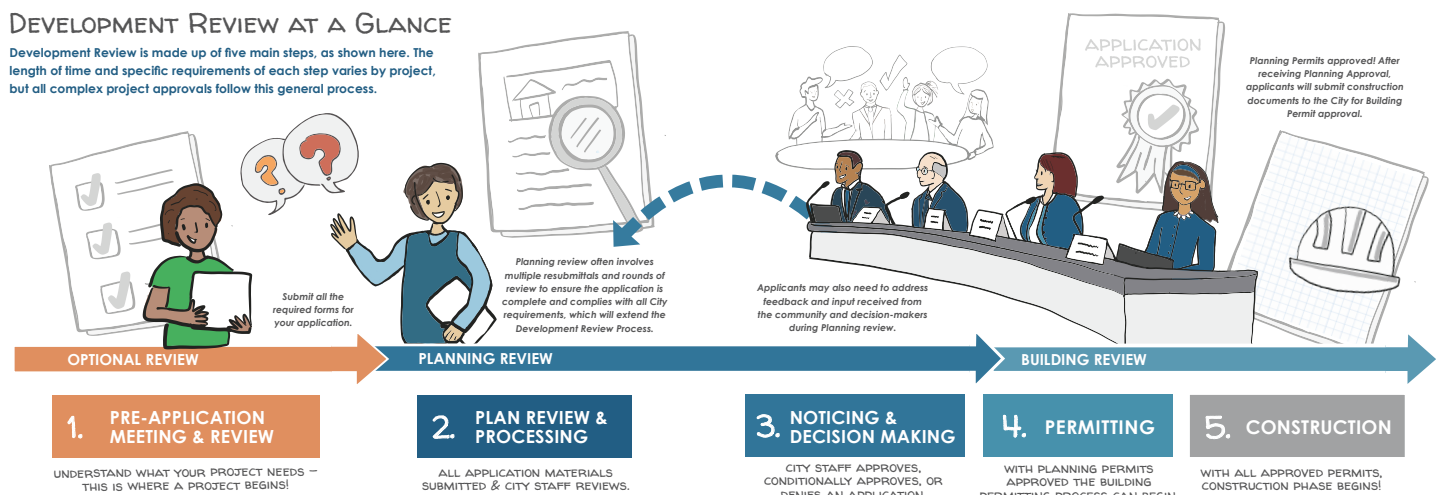 DEVELOPMENT REVIEW AT A GLANCE
Development Review is made up of five main steps, as shown here. The
length of time and specific requirements of each step varies by project,
but all complex project approvals follow this general process.
APPLICATION
APPROVED
Planning Permits approved! After
receiving Planning Approval,
applicants will submit construction
documents to the City for Building
Permit approval.
? ?
Submit all the
required forms for
your application.
Planning review often involves
multiple resubmittals and rounds of
review to ensure the application is
complete and complies with all City
requirements, which will extend the
Development Review Process.
Applicants may also need to address
feedback and input received from
the community and decision-makers
during Planning review.
OPTIONAL REVIEW
PLANNING REVIEW
BUILDING REVIEW
1. PRE-APPLICATION
MEETING & REVIEW
UNDERSTAND WHAT YOUR PROJECT NEEDS –
THIS IS WHERE A PROJECT BEGINS!
2. PLAN REVIEW &
PROCESSING
ALL APPLICATION MATERIALS
SUBMITTED & CITY STAFF REVIEWS.
3. NOTICING &
DECISION MAKING
CITY STAFF APPROVES,
CONDITIONALLY APPROVES, OR
DENIES AN APPLICATION
4. PERMITTING
WITH PLANNING PERMITS
APPROVED THE BUILDING
PERMITTING PROCESS CAN BEGIN
5. CONSTRUCTION
WITH ALL APPROVED PERMITS,
CONSTRUCTION PHASE BEGINS!